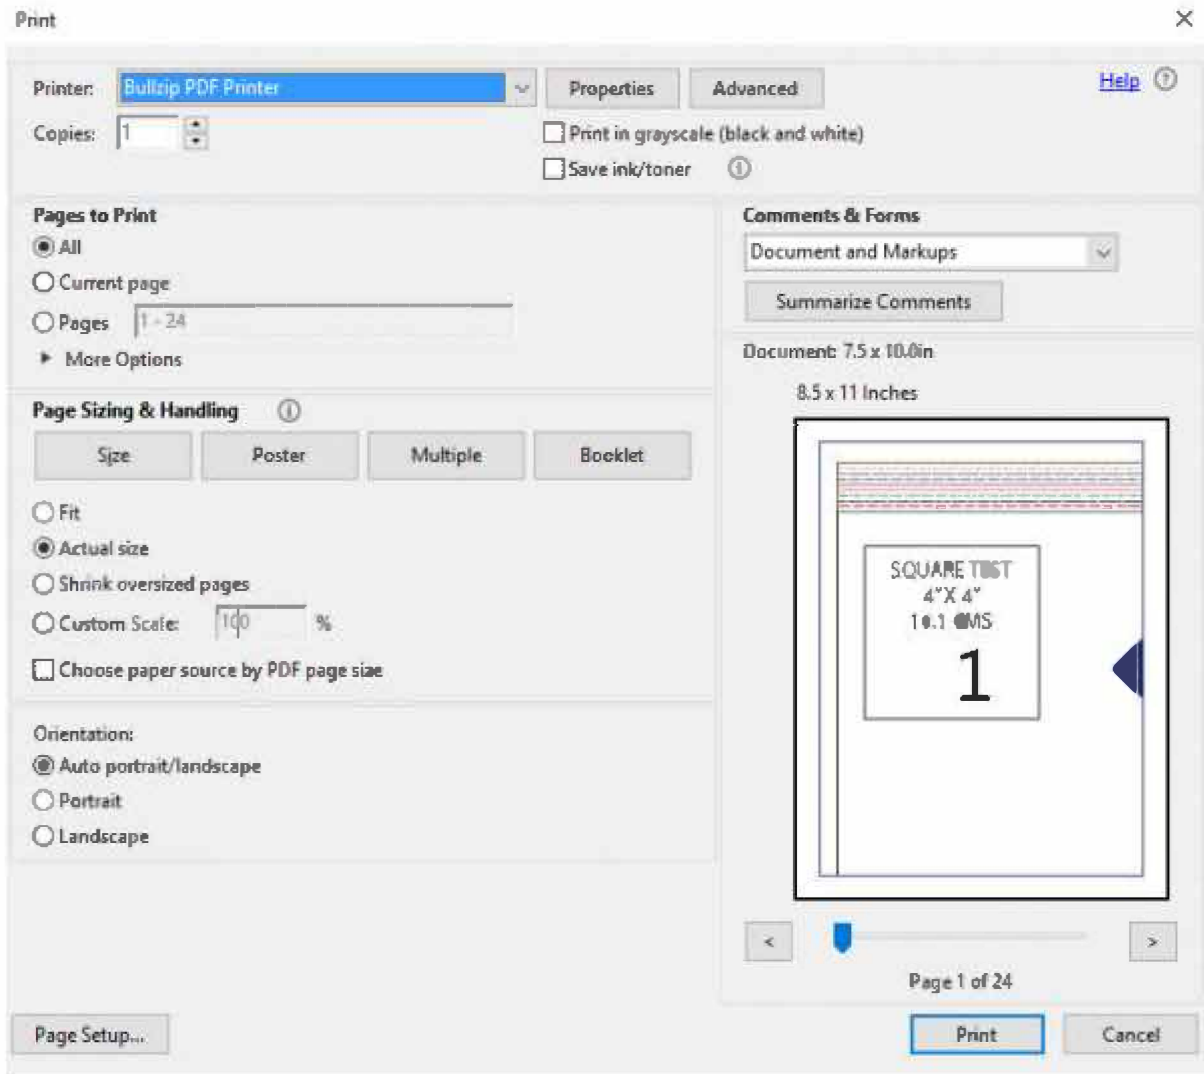 Print
Printer: Bullzip PDF Printer Properties Advanced Help
Copies: 1 Print in grayscale (black and white)
Save ink/toner
Pages to Print
All
Current page
Pages 1 - 24
More Options
Comments & Forms
Document and Markups
Summarize Comments
Page Sizing & Handling
Size Poster Multiple Booklet
Fit
Actual size
Shrink oversized pages
Custom Scale: 100 %
Choose paper source by PDF page size
Orientation:
Auto portrait/landscape
Portrait
Landscape
Document: 7.5 x 10.0in
8.5 x 11 Inches
SQUARE TEST
4"X 4"
10.1 CMS
1
< >
Page 1 of 24
Page Setup... Print Cancel